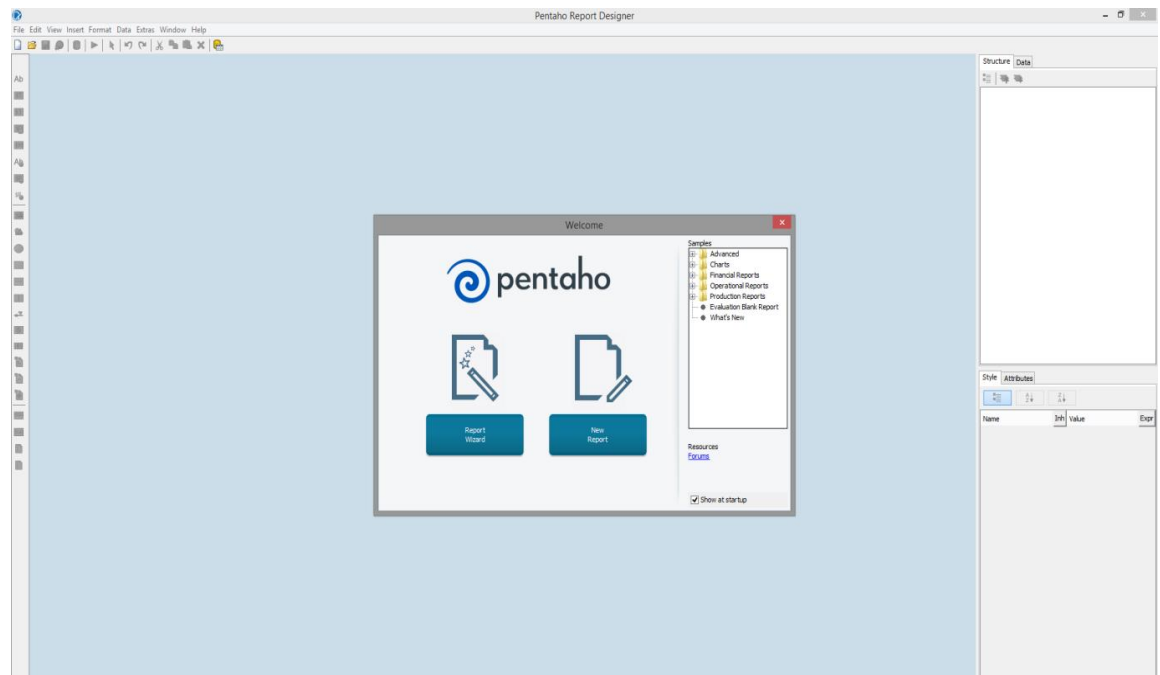 Pentaho Report Designer
File Edit View Insert Format Data Extras Window Help
Structure Data
Ab
Welcome
Samples
Advanced
Charts
Financial Reports
Operational Reports
Production Reports
Evaluation Blank Report
What's New
pentaho
Report
Wizard
New
Report
Resources
Forums
Show at startup
Style Attributes
Name Inh Value Expr